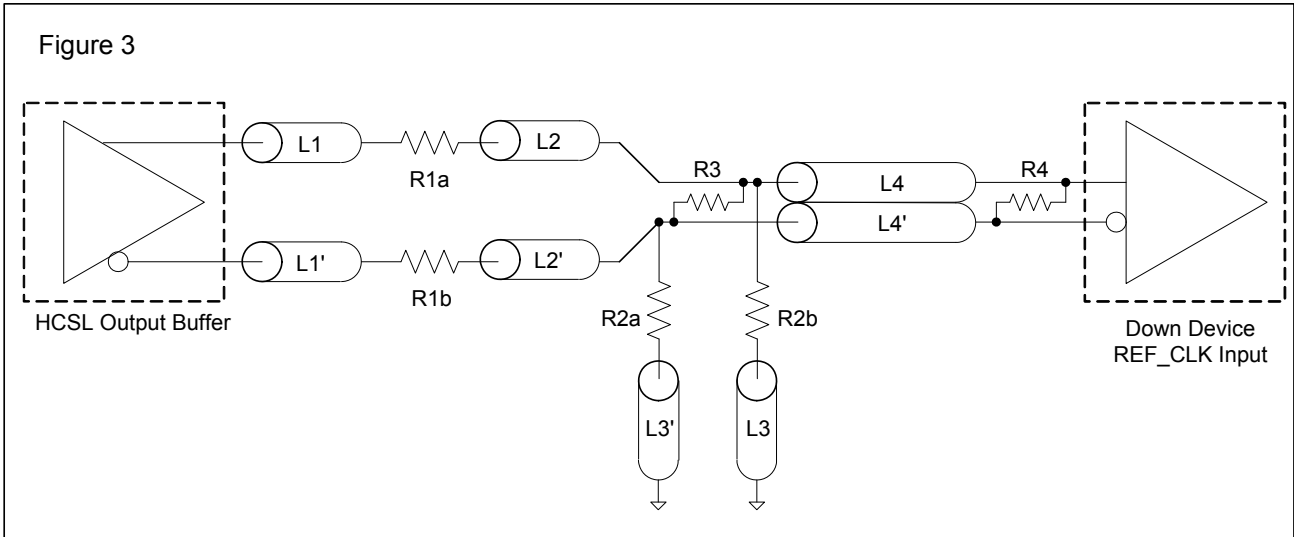 Figure 3
L1
R1a
L2
R3
L4
R4
L4'
L1'
R1b
L2'
HCSL Output Buffer
R2a
R2b
Down Device
REF_CLK Input
L3'
L3